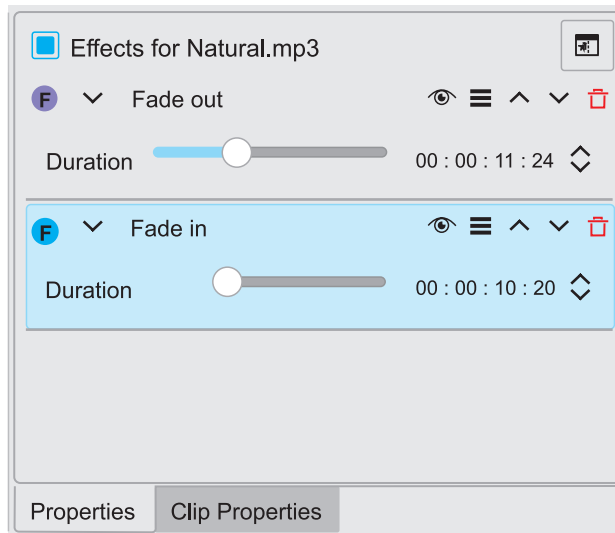 Effects for Natural.mp3
F Fade out
Duration 00 : 00 : 11 : 24
F Fade in
Duration 00 : 00 : 10 : 20
Properties Clip Properties